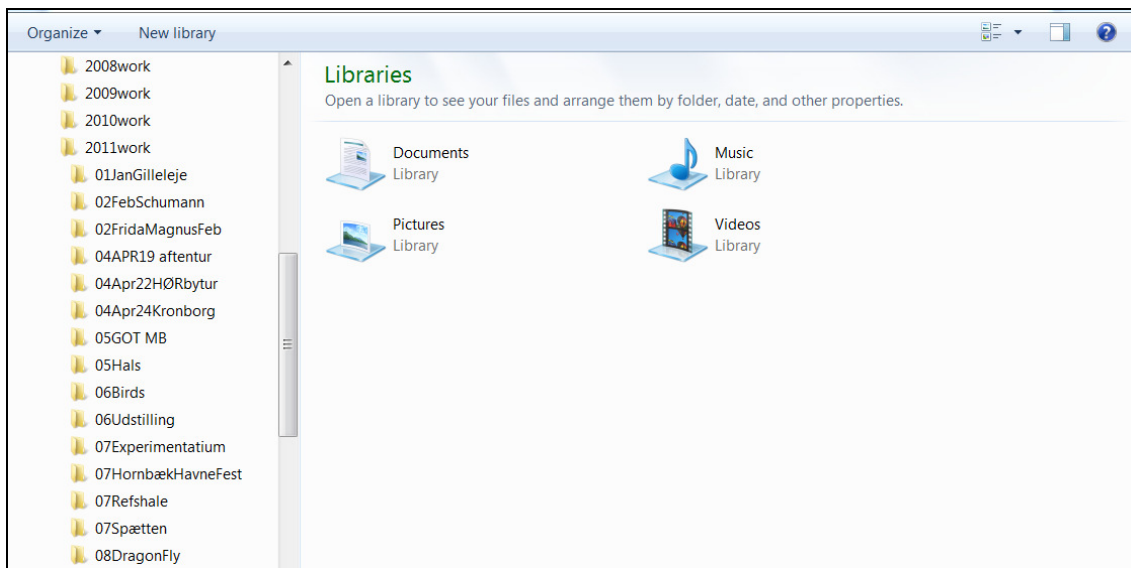 Organize New library
2008work
2009work
2010work
2011work
01JanGilleleje
02FebSchumann
02FridaMagnusFeb
04APR19 aftentur
04Apr22HØRbytur
04Apr24Kronborg
05GOT MB
05Hals
06Birds
06Udstilling
07Experimentatium
07HornbækHavneFest
07Refshale
07Spætten
08DragonFly
Libraries
Open a library to see your files and arrange them by folder, date, and other properties.
Documents
Library
Music
Library
Pictures
Library
Videos
Library